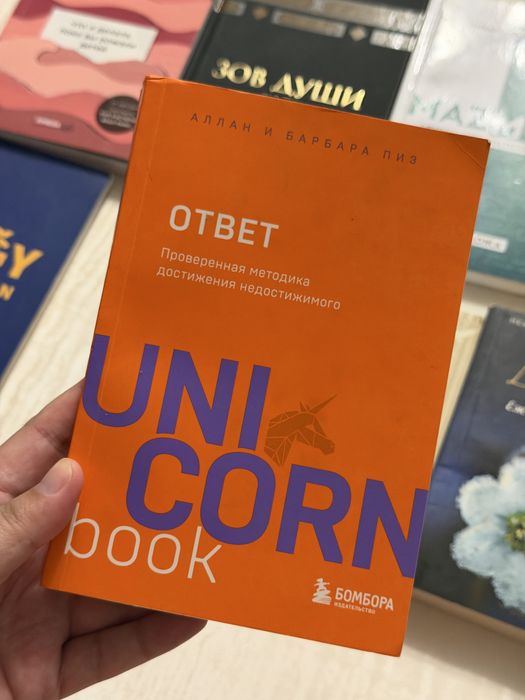 ЗОВ ДУШИ
АЛЛАН И БАРБАРА ПИЗ
ОТВЕТ
Проверенная методика
достижения недостижимого
UNI
CORN
book
БОМБОРА
ИЗДАТЕЛЬСТВО